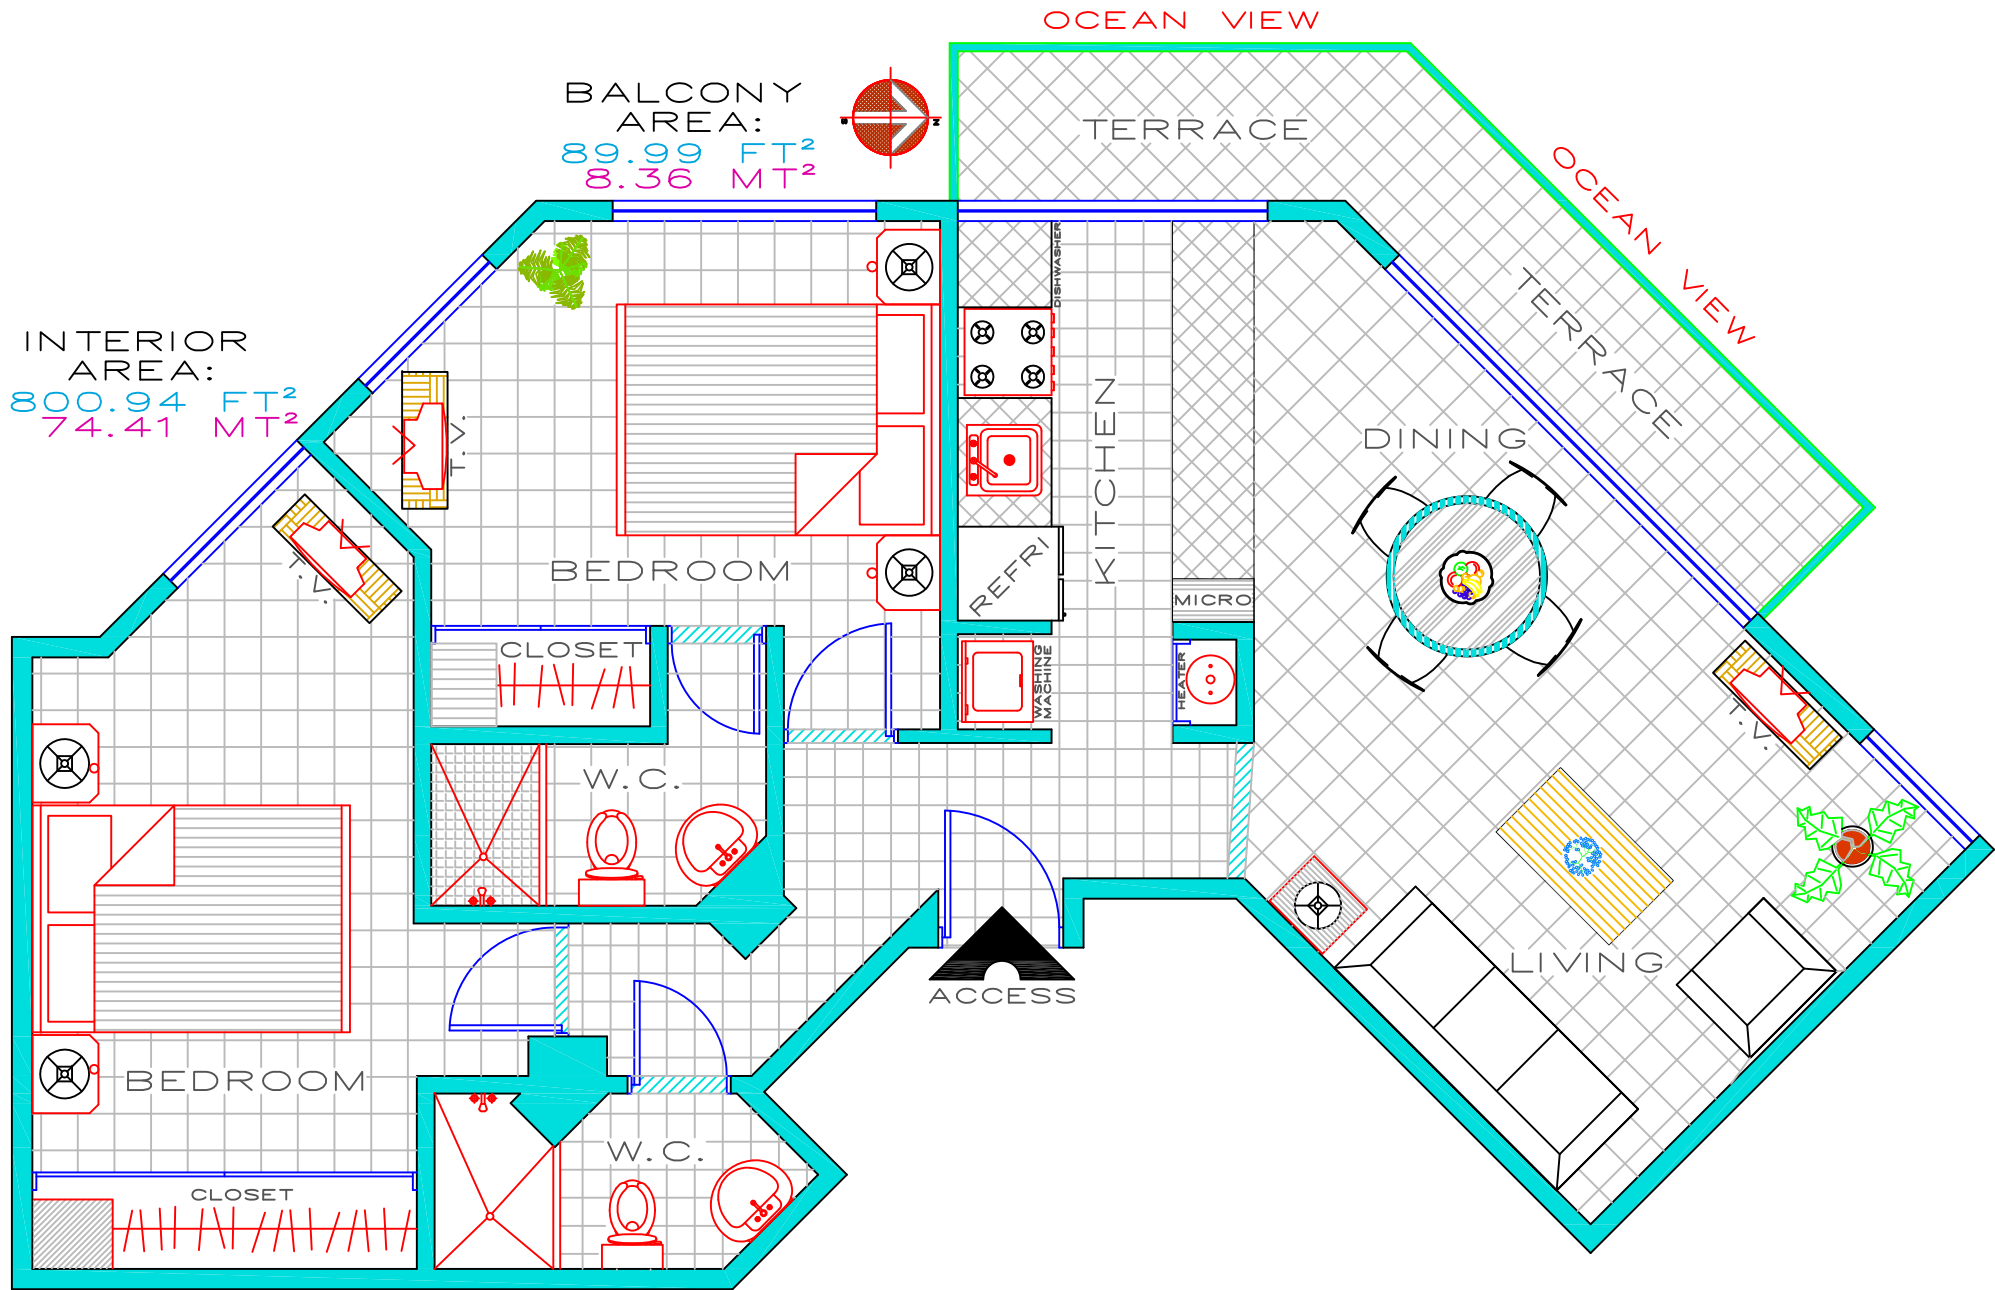 OCEAN VIEW
BALCONY
AREA:
89.99 FT²
8.36 MT²
S
N
TERRACE
OCEAN VIEW
TERRACE
INTERIOR
AREA:
800.94 FT²
74.41 MT²
T.V.
T.V.
BEDROOM
CLOSET
W.C.
DISHWASHER
KITCHEN
REFRI
MICRO
WASHING
MACHINE
HEATER
DINING
T.V.
LIVING
ACCESS
BEDROOM
CLOSET
W.C.